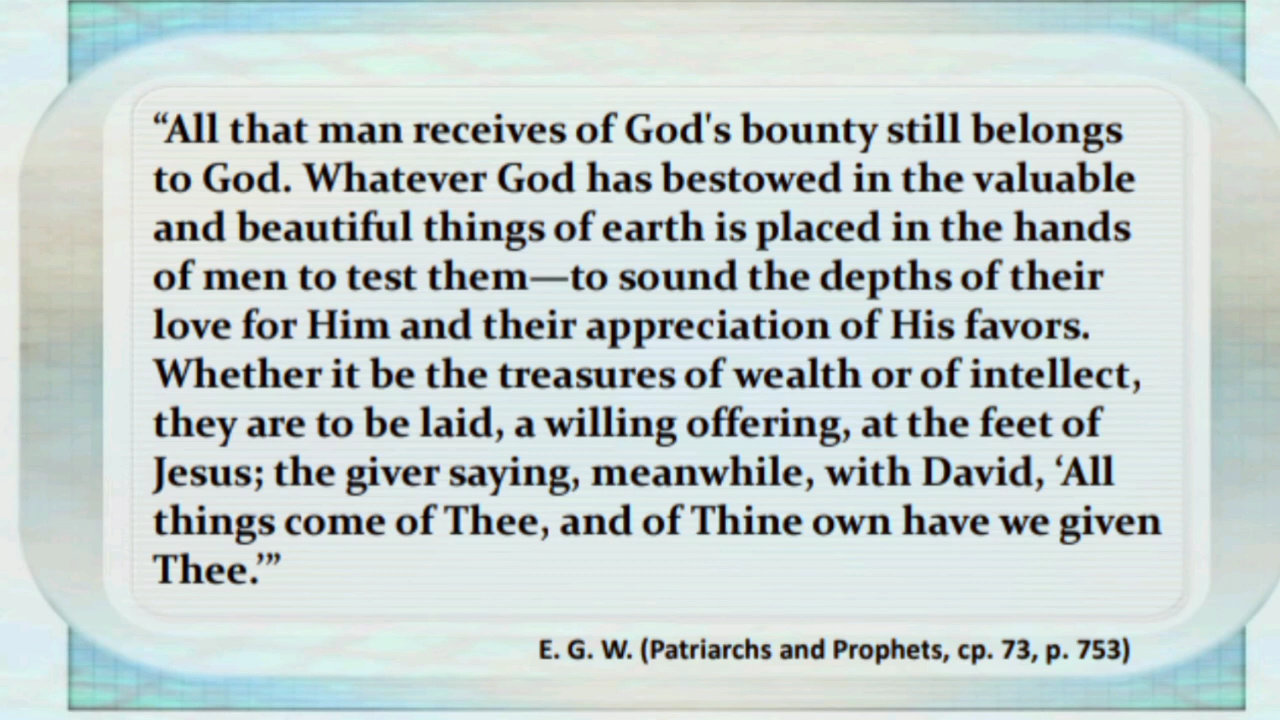 “All that man receives of God's bounty still belongs
to God. Whatever God has bestowed in the valuable
and beautiful things of earth is placed in the hands
of men to test them—to sound the depths of their
love for Him and their appreciation of His favors.
Whether it be the treasures of wealth or of intellect,
they are to be laid, a willing offering, at the feet of
Jesus; the giver saying, meanwhile, with David, ‘All
things come of Thee, and of Thine own have we given
Thee.’”
E. G. W. (Patriarchs and Prophets, cp. 73, p. 753)